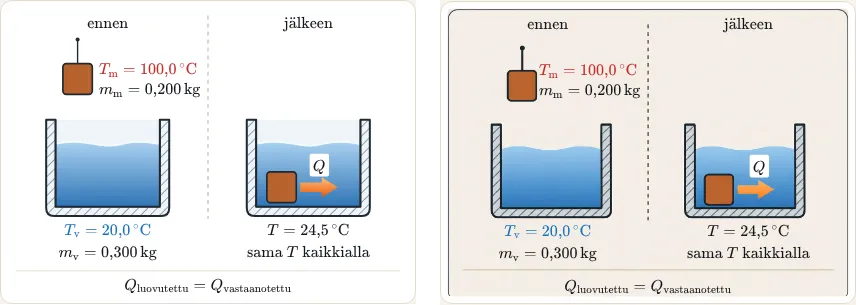 ennen jälkeen
T_m = 100,0 °C
m_m = 0,200 kg
Q
T_v = 20,0 °C T = 24,5 °C
m_v = 0,300 kg sama T kaikkialla
Q_luovutettu = Q_vastaanotettu
ennen jälkeen
T_m = 100,0 °C
m_m = 0,200 kg
Q
T_v = 20,0 °C T = 24,5 °C
m_v = 0,300 kg sama T kaikkialla
Q_luovutettu = Q_vastaanotettu